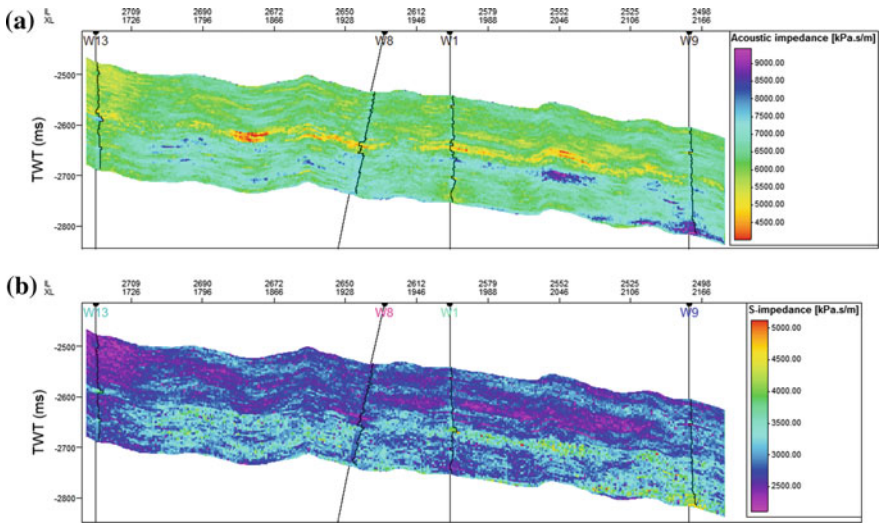 (a)
IL 2709 2690 2672 2650 2612 2579 2552 2525 2498
XL 1726 1796 1866 1928 1946 1988 2046 2106 2166
W13 W8 W1 W9
Acoustic impedance [kPa.s/m]
9000.00
8500.00
8000.00
7500.00
7000.00
6500.00
6000.00
5500.00
5000.00
4500.00
TWT (ms)
-2500
-2600
-2700
-2800
(b)
IL 2709 2690 2672 2650 2612 2579 2552 2525 2498
XL 1726 1796 1866 1928 1946 1988 2046 2106 2166
W13 W8 W1 W9
S-impedance [kPa.s/m]
5000.00
4500.00
4000.00
3500.00
3000.00
2500.00
TWT (ms)
-2500
-2600
-2700
-2800